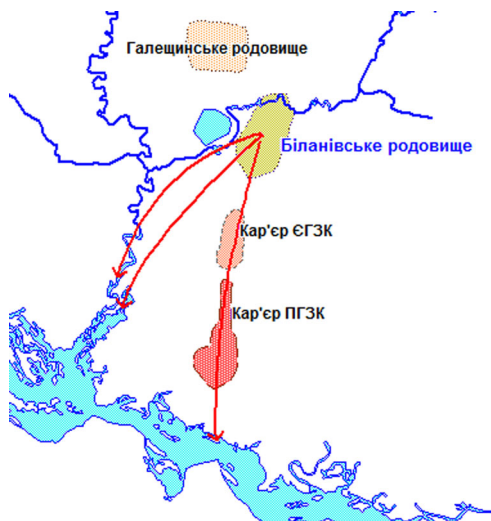 Галещинське родовище
Біланівське родовище
Кар'єр ЄГЗК
Кар'єр ПГЗК